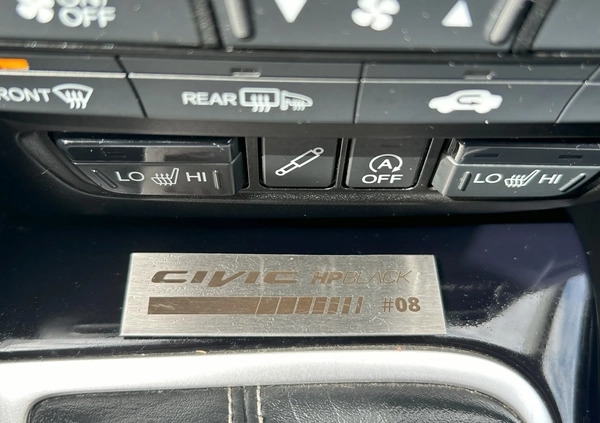 ON
OFF
FRONT
REAR
LO HI
A
OFF
LO HI
CIVIC HPBLACK
#08